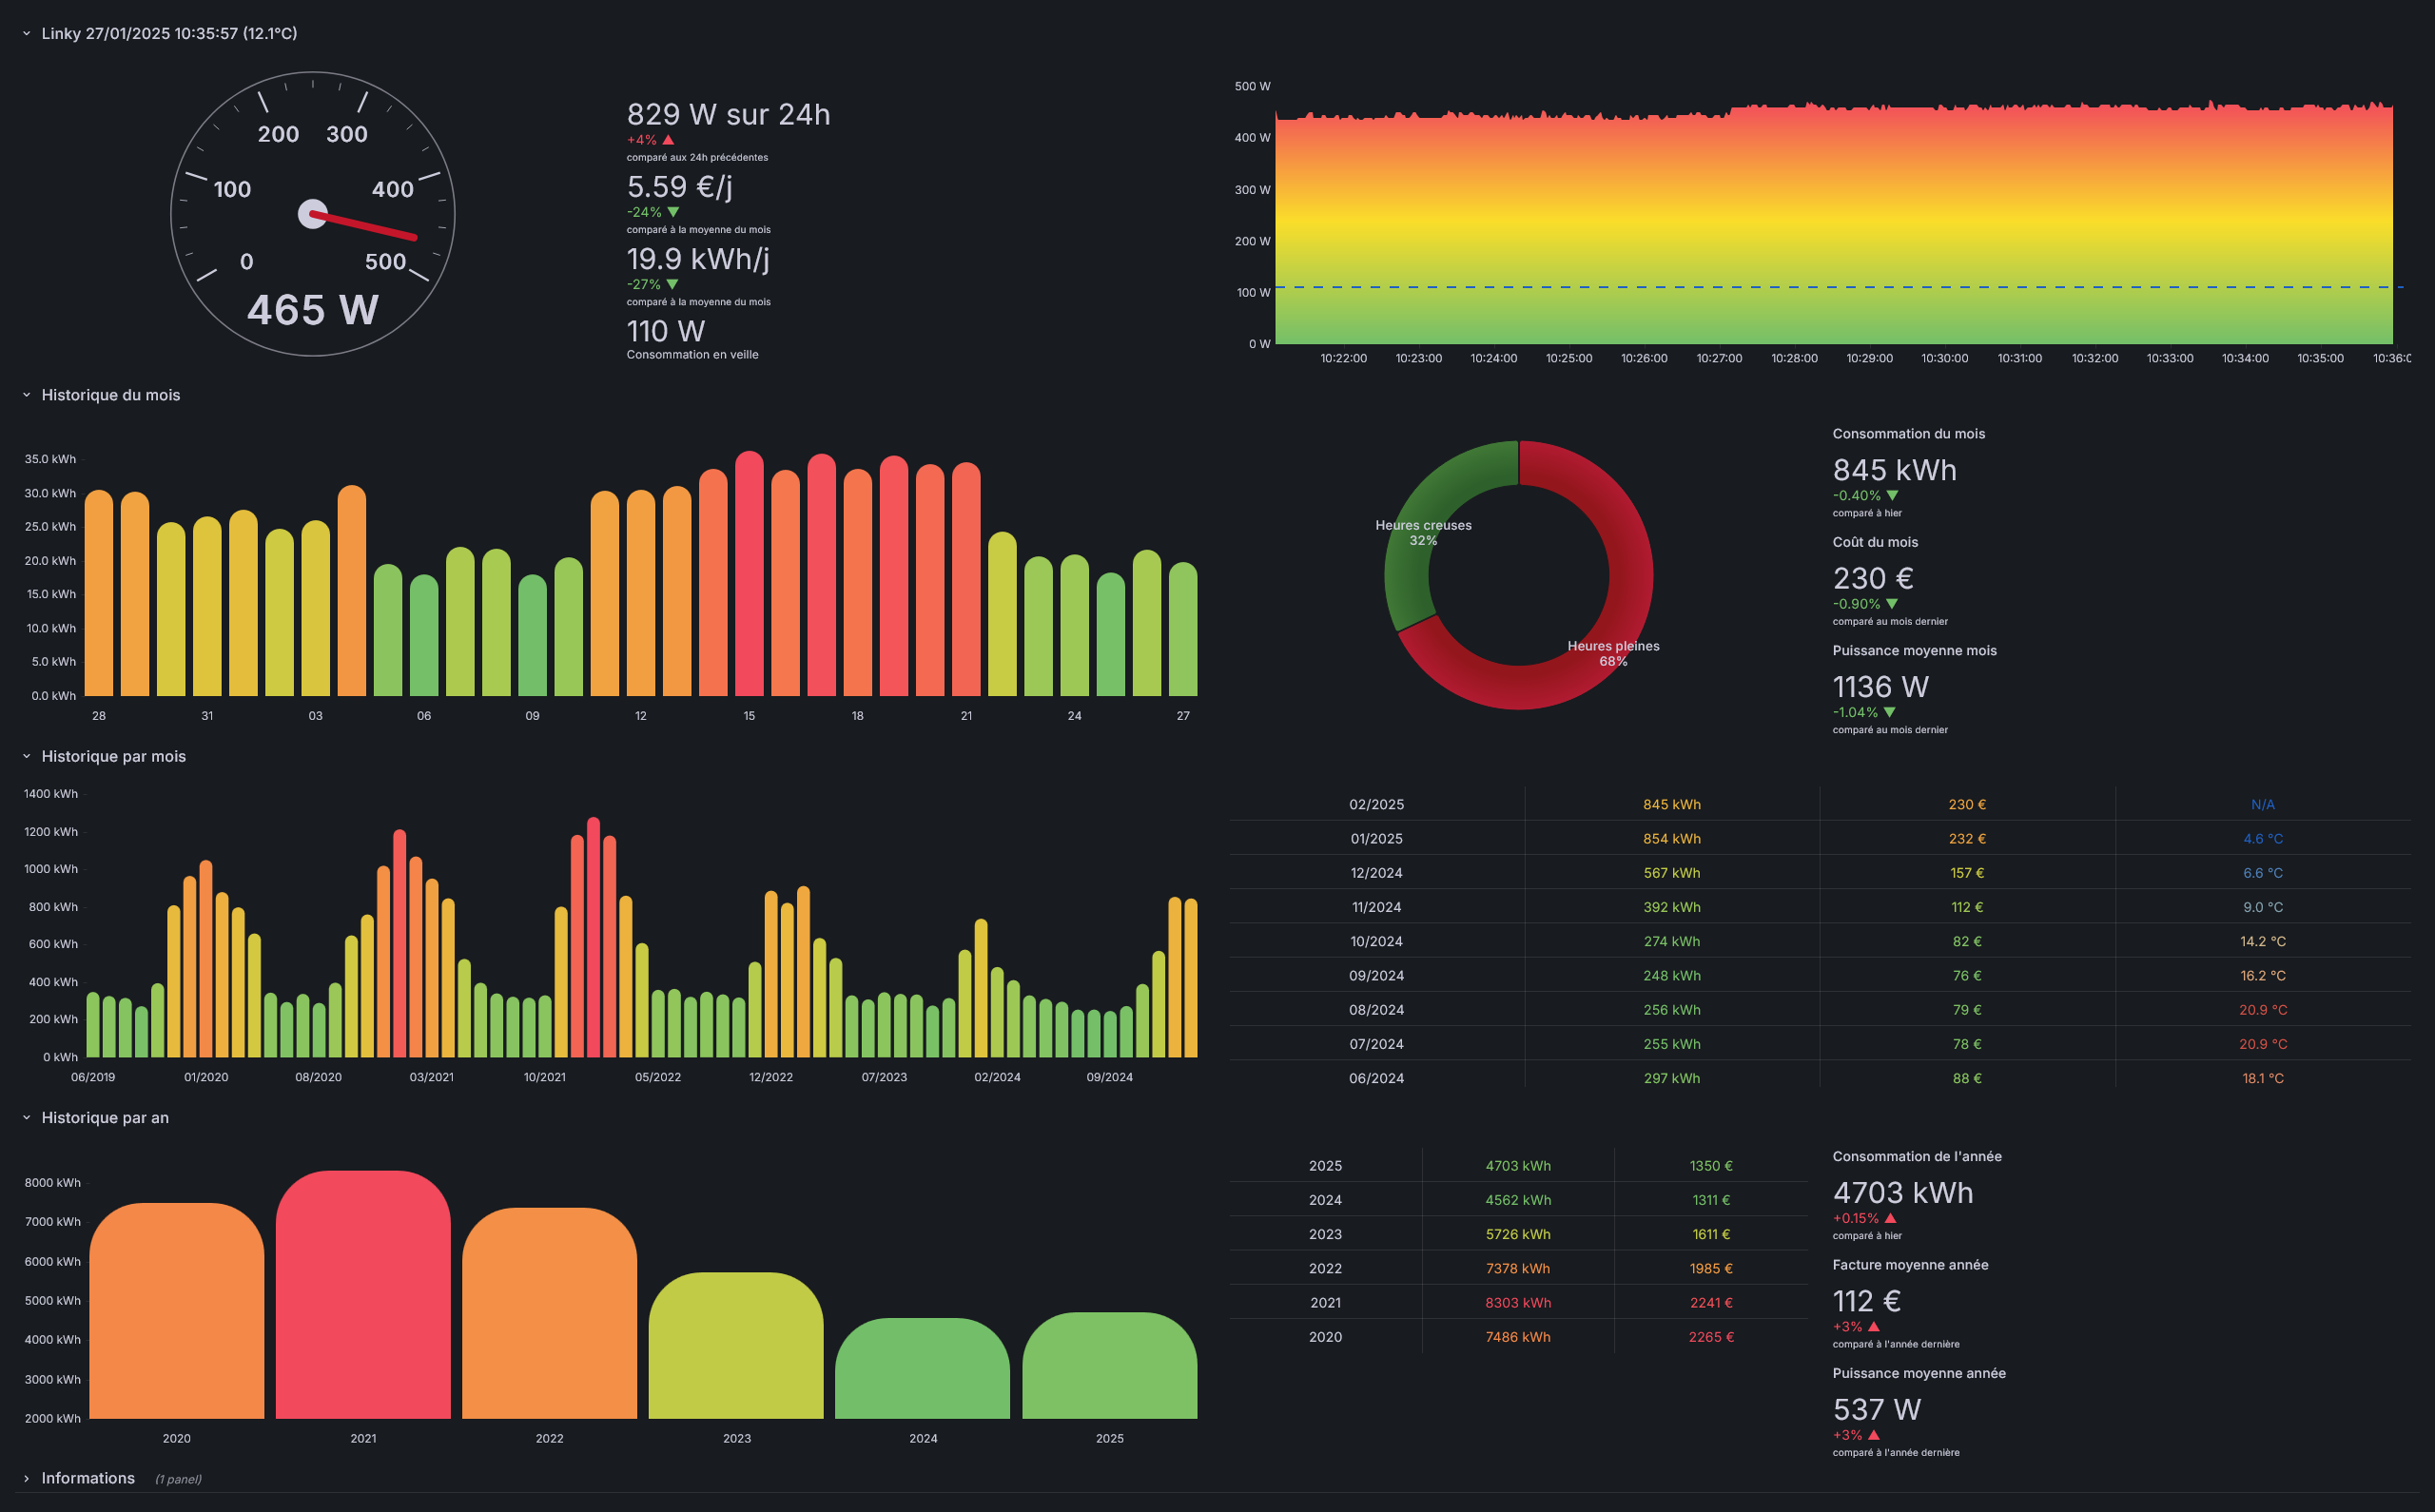 Linky 27/01/2025 10:35:57 (12.1°C)
200 300
100 400
0 500
465 W
829 W sur 24h
+4%
comparé aux 24h précédentes
5.59 €/j
-24%
comparé à la moyenne du mois
19.9 kWh/j
-27%
comparé à la moyenne du mois
110 W
Consommation en veille
500 W
400 W
300 W
200 W
100 W
0 W
10:22:00 10:23:00 10:24:00 10:25:00 10:26:00 10:27:00 10:28:00 10:29:00 10:30:00 10:31:00 10:32:00 10:33:00 10:34:00 10:35:00 10:36:0
Historique du mois
35.0 kWh
30.0 kWh
25.0 kWh
20.0 kWh
15.0 kWh
10.0 kWh
5.0 kWh
0.0 kWh
28 31 03 06 09 12 15 18 21 24 27
Heures creuses
32%
Heures pleines
68%
Consommation du mois
845 kWh
-0.40%
comparé à hier
Coût du mois
230 €
-0.90%
comparé au mois dernier
Puissance moyenne mois
1136 W
-1.04%
comparé au mois dernier
Historique par mois
1400 kWh
1200 kWh
1000 kWh
800 kWh
600 kWh
400 kWh
200 kWh
0 kWh
06/2019 01/2020 08/2020 03/2021 10/2021 05/2022 12/2022 07/2023 02/2024 09/2024
02/2025 845 kWh 230 € N/A
01/2025 854 kWh 232 € 4.6 °C
12/2024 567 kWh 157 € 6.6 °C
11/2024 392 kWh 112 € 9.0 °C
10/2024 274 kWh 82 € 14.2 °C
09/2024 248 kWh 76 € 16.2 °C
08/2024 256 kWh 79 € 20.9 °C
07/2024 255 kWh 78 € 20.9 °C
06/2024 297 kWh 88 € 18.1 °C
Historique par an
8000 kWh
7000 kWh
6000 kWh
5000 kWh
4000 kWh
3000 kWh
2000 kWh
2020 2021 2022 2023 2024 2025
2025 4703 kWh 1350 €
2024 4562 kWh 1311 €
2023 5726 kWh 1611 €
2022 7378 kWh 1985 €
2021 8303 kWh 2241 €
2020 7486 kWh 2265 €
Consommation de l'année
4703 kWh
+0.15%
comparé à hier
Facture moyenne année
112 €
+3%
comparé à l'année dernière
Puissance moyenne année
537 W
+3%
comparé à l'année dernière
Informations (1 panel)